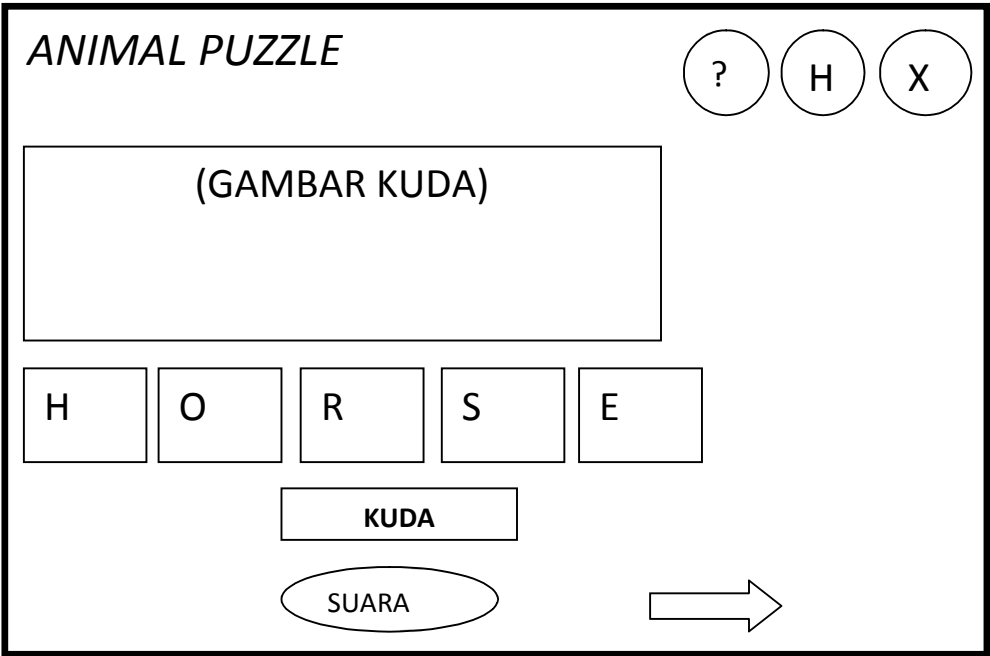 ANIMAL PUZZLE ? H X
(GAMBAR KUDA)
H O R S E
KUDA
SUARA